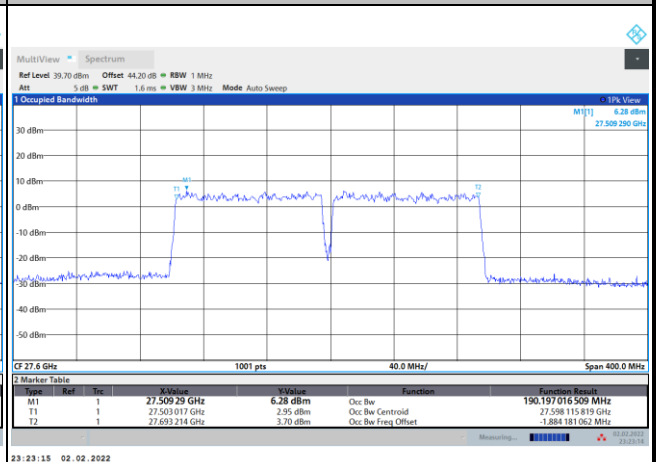 MultiView Spectrum
Ref Level 39.70 dBm Offset 44.20 dB RBW 1 MHz
Att 5 dB SWT 1.6 ms VBW 3 MHz Mode Auto Sweep
1 Occupied Bandwidth 1Pk View
M1[1] 6.28 dBm
27.509 290 GHz
30 dBm
20 dBm
10 dBm
0 dBm
-10 dBm
-20 dBm
-30 dBm
-40 dBm
-50 dBm
T1 M1 T2
CF 27.6 GHz 1001 pts 40.0 MHz/ Span 400.0 MHz
2 Marker Table
Type Ref Trc X-Value Y-Value Function Function Result
M1 1 27.509 29 GHz 6.28 dBm Occ Bw 190.197 016 509 MHz
T1 1 27.503 017 GHz 2.95 dBm Occ Bw Centroid 27.598 115 819 GHz
T2 1 27.693 214 GHz 3.70 dBm Occ Bw Freq Offset -1.884 181 062 MHz
Measuring... 02.02.2022
23:23:14
23:23:15 02.02.2022